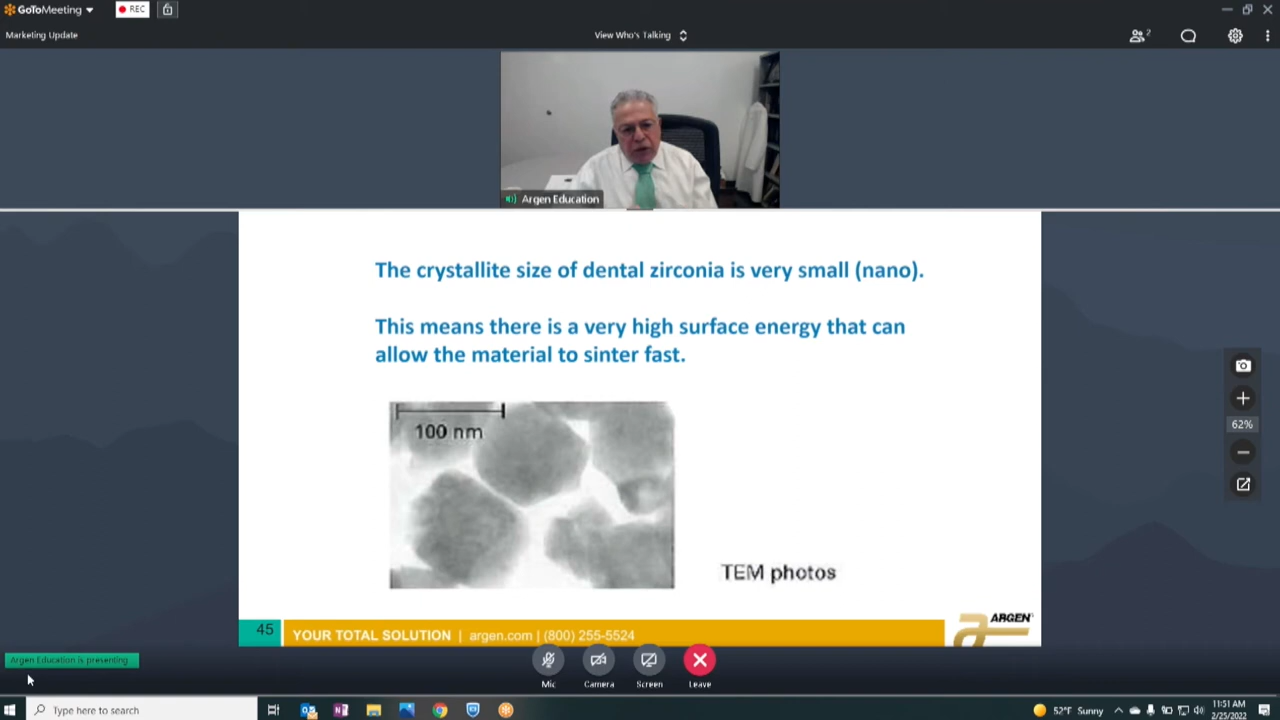 GoToMeeting
REC
Marketing Update
View Who's Talking
2
Argen Education
The crystallite size of dental zirconia is very small (nano).
This means there is a very high surface energy that can
allow the material to sinter fast.
100 nm
TEM photos
62%
45
YOUR TOTAL SOLUTION | argen.com | (800) 255-5524
ARGEN
Argen Education is presenting
Mic
Camera
Screen
Leave
Type here to search
52°F Sunny
11:51 AM
2/25/2022